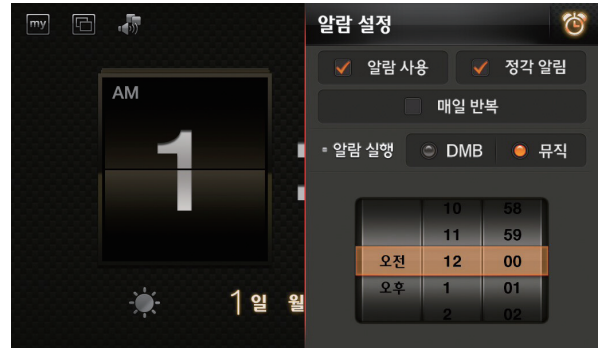 my
알람 설정
알람 사용
정각 알림
매일 반복
AM
1
알람 실행
DMB
뮤직
10 58
11 59
오전 12 00
오후 1 01
2 02
1일 월